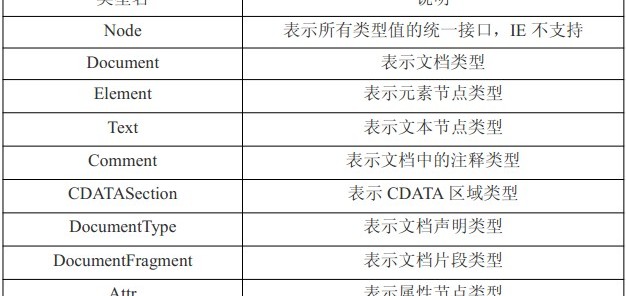 类型名 说明
Node 表示所有类型值的统一接口，IE 不支持
Document 表示文档类型
Element 表示元素节点类型
Text 表示文本节点类型
Comment 表示文档中的注释类型
CDATASection 表示 CDATA 区域类型
DocumentType 表示文档声明类型
DocumentFragment 表示文档片段类型
Attr 表示属性节点类型